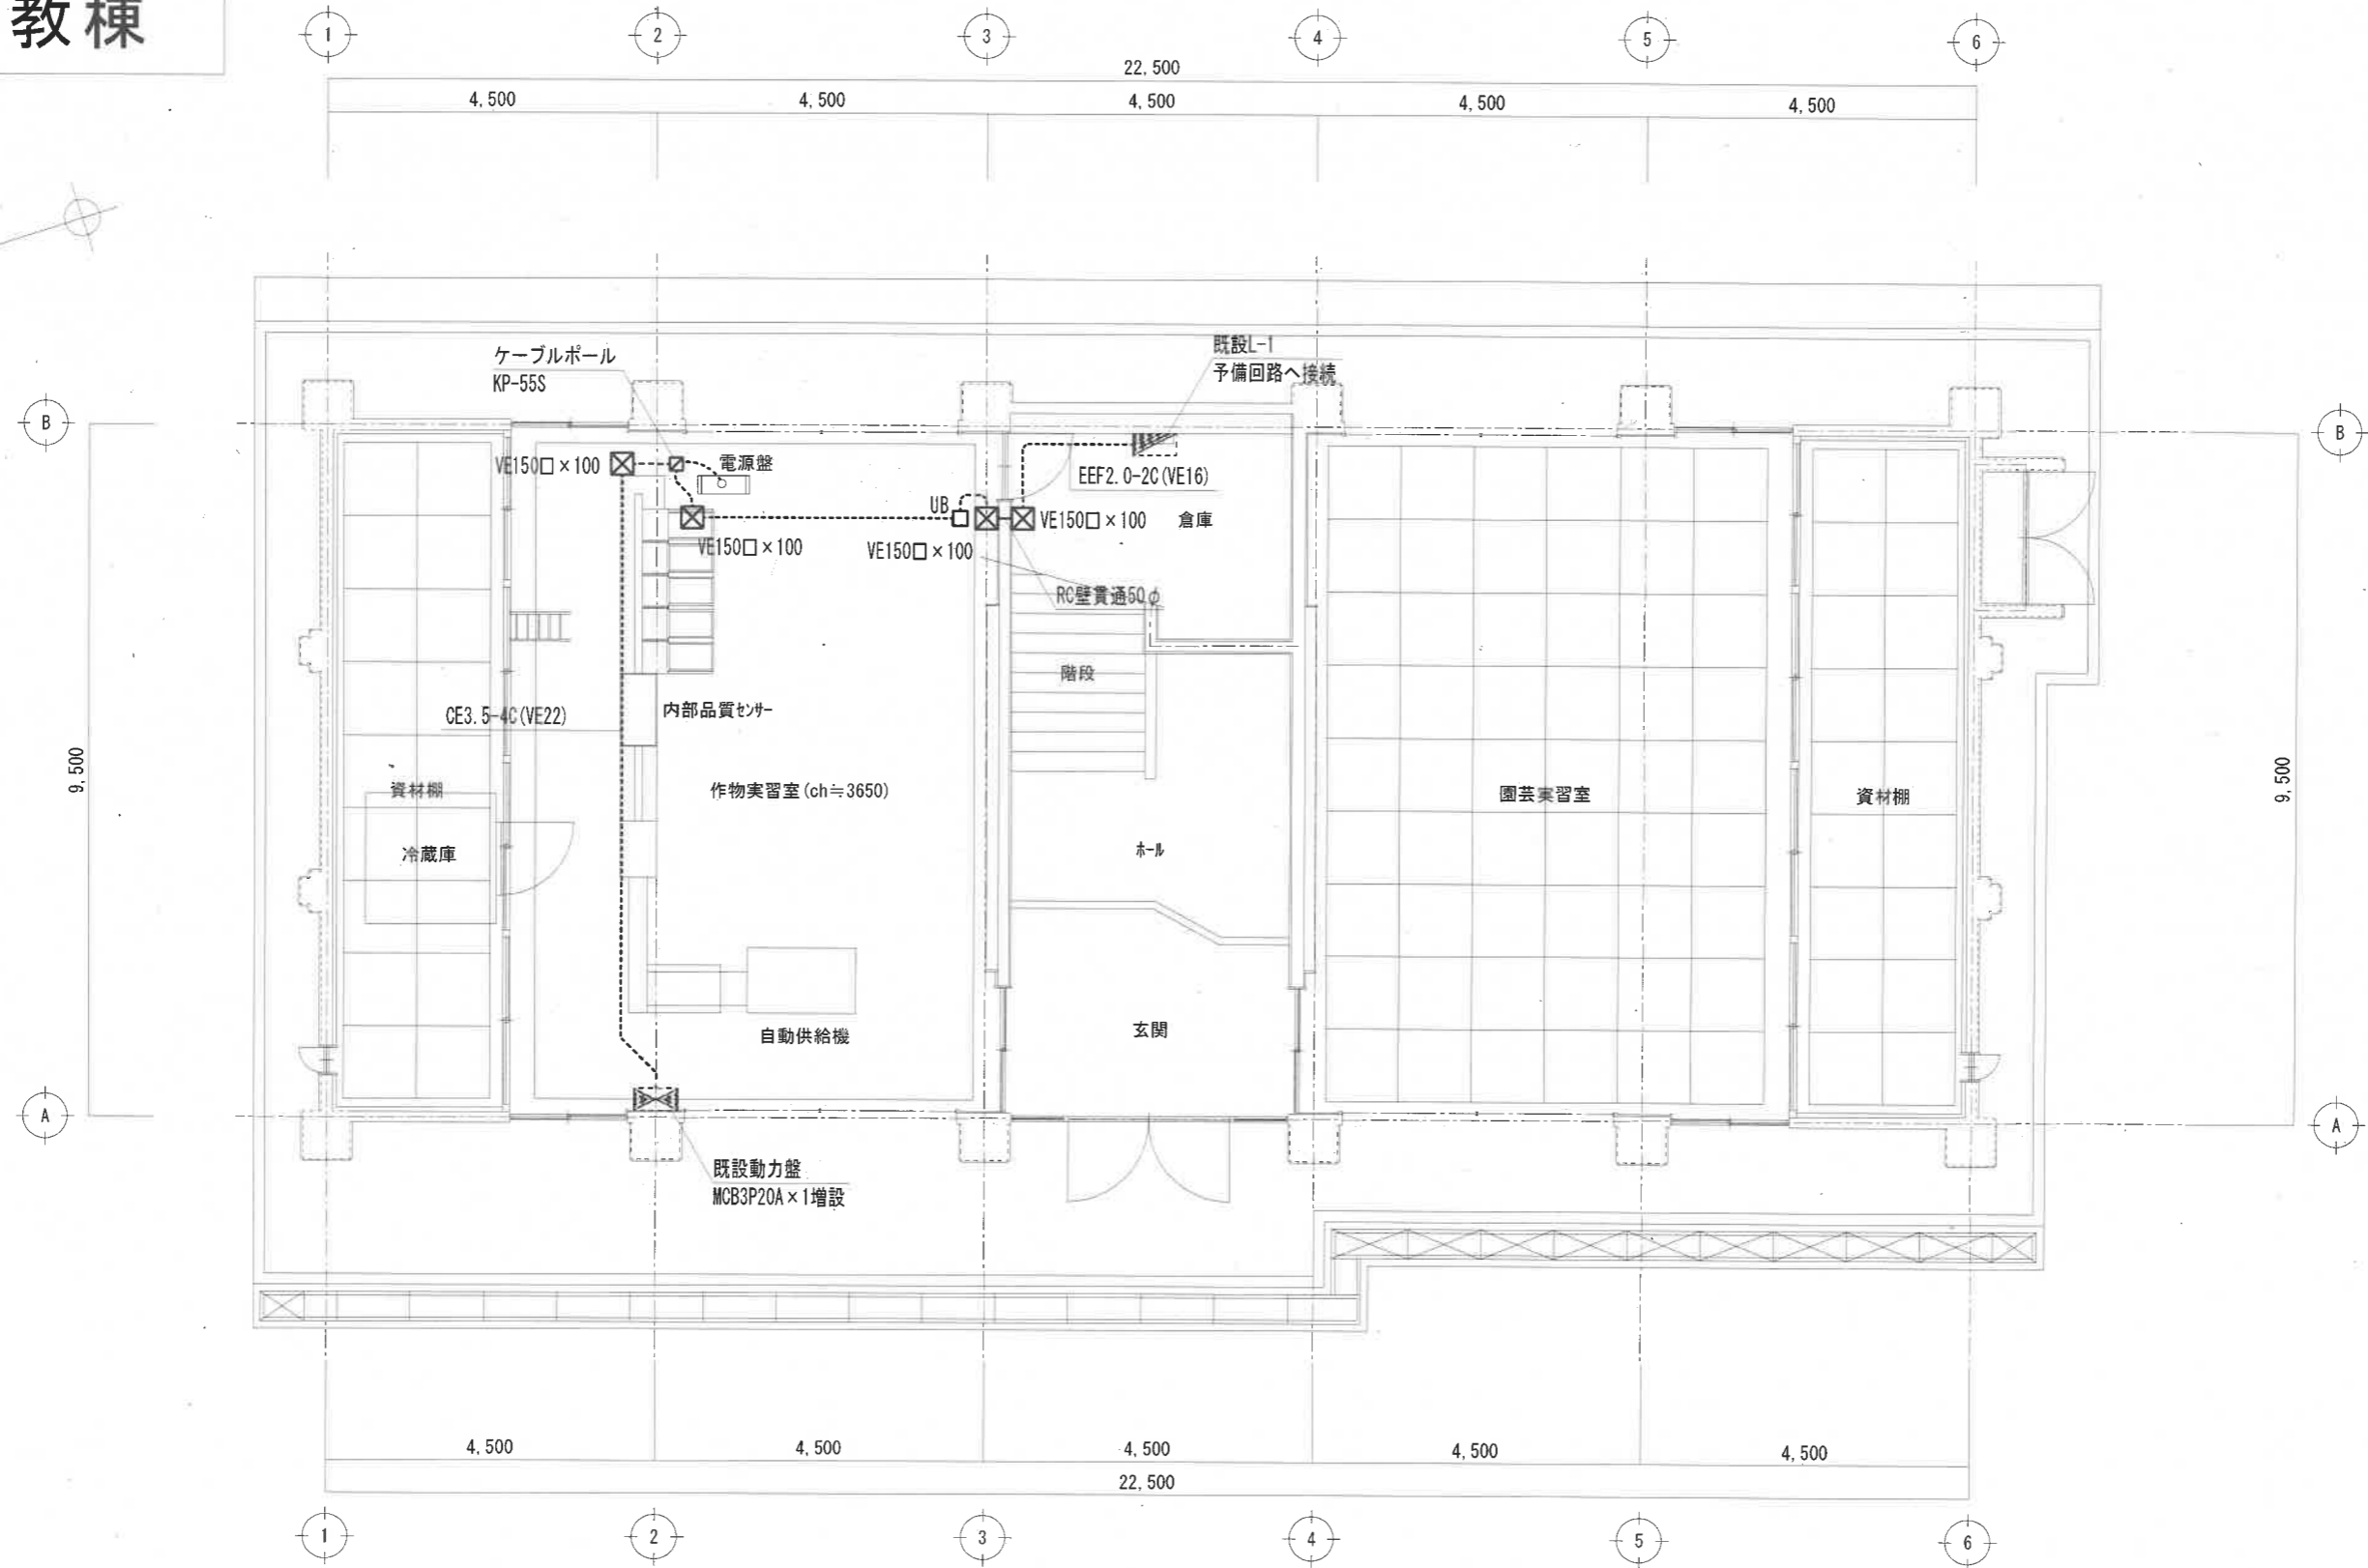 教棟
1
2
3
4
5
6
22,500
4,500
4,500
4,500
4,500
4,500
ケーブルポール
KP-55S
既設L-1
予備回路へ接続
B
B
VE150□×100
電源盤
EEF2.0-2C(VE16)
UB
VE150□×100
倉庫
VE150□×100
VE150□×100
RC壁貫通50φ
階段
CE3.5-4C(VE22)
内部品質センサー
9,500
資材棚
作物実習室(ch≒3650)
園芸実習室
資材棚
9,500
冷蔵庫
ホール
自動供給機
玄関
A
A
既設動力盤
MCB3P20A×1増設
4,500
4,500
4,500
4,500
4,500
22,500
1
2
3
4
5
6